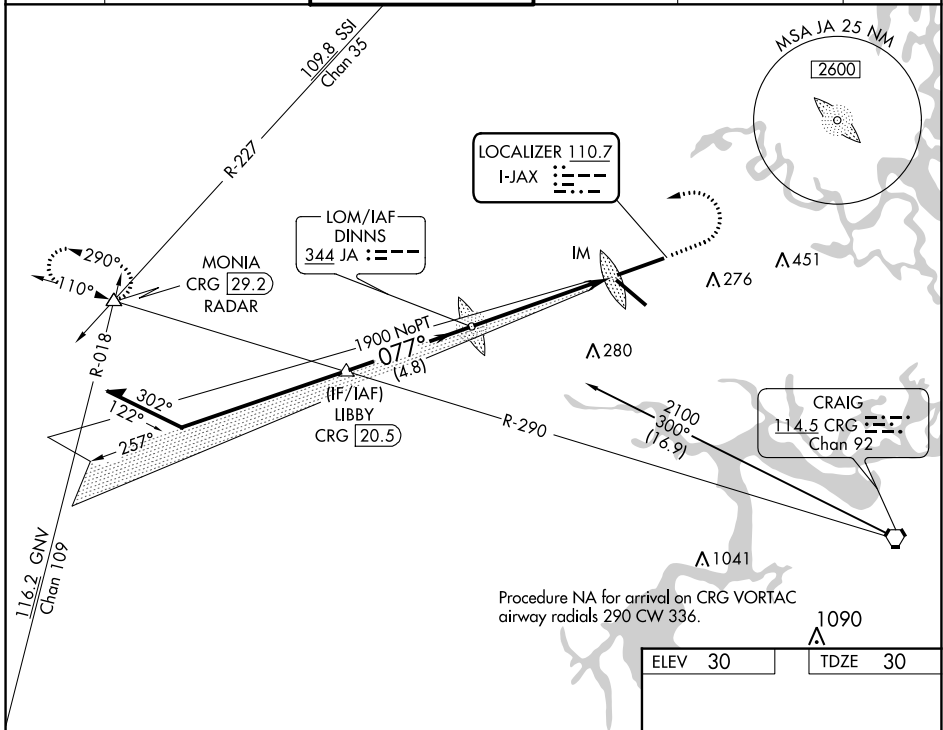 109.8 SSI
Chan 35
MSA JA 25 NM
2600
R-227
LOCALIZER 110.7
I-JAX
LOM/IAF
DINNS
344 JA
290°
110°
MONIA
CRG 29.2
RADAR
IM
451
276
R-018
1900 NoPT
077°
(4.8)
280
302°
122°
257°
(IF/IAF)
LIBBY
CRG 20.5
R-290
2100
300°
(16.9)
CRAIG
114.5 CRG
Chan 92
116.2 GNV
Chan 109
1041
Procedure NA for arrival on CRG VORTAC
airway radials 290 CW 336.
1090
ELEV 30
TDZE 30